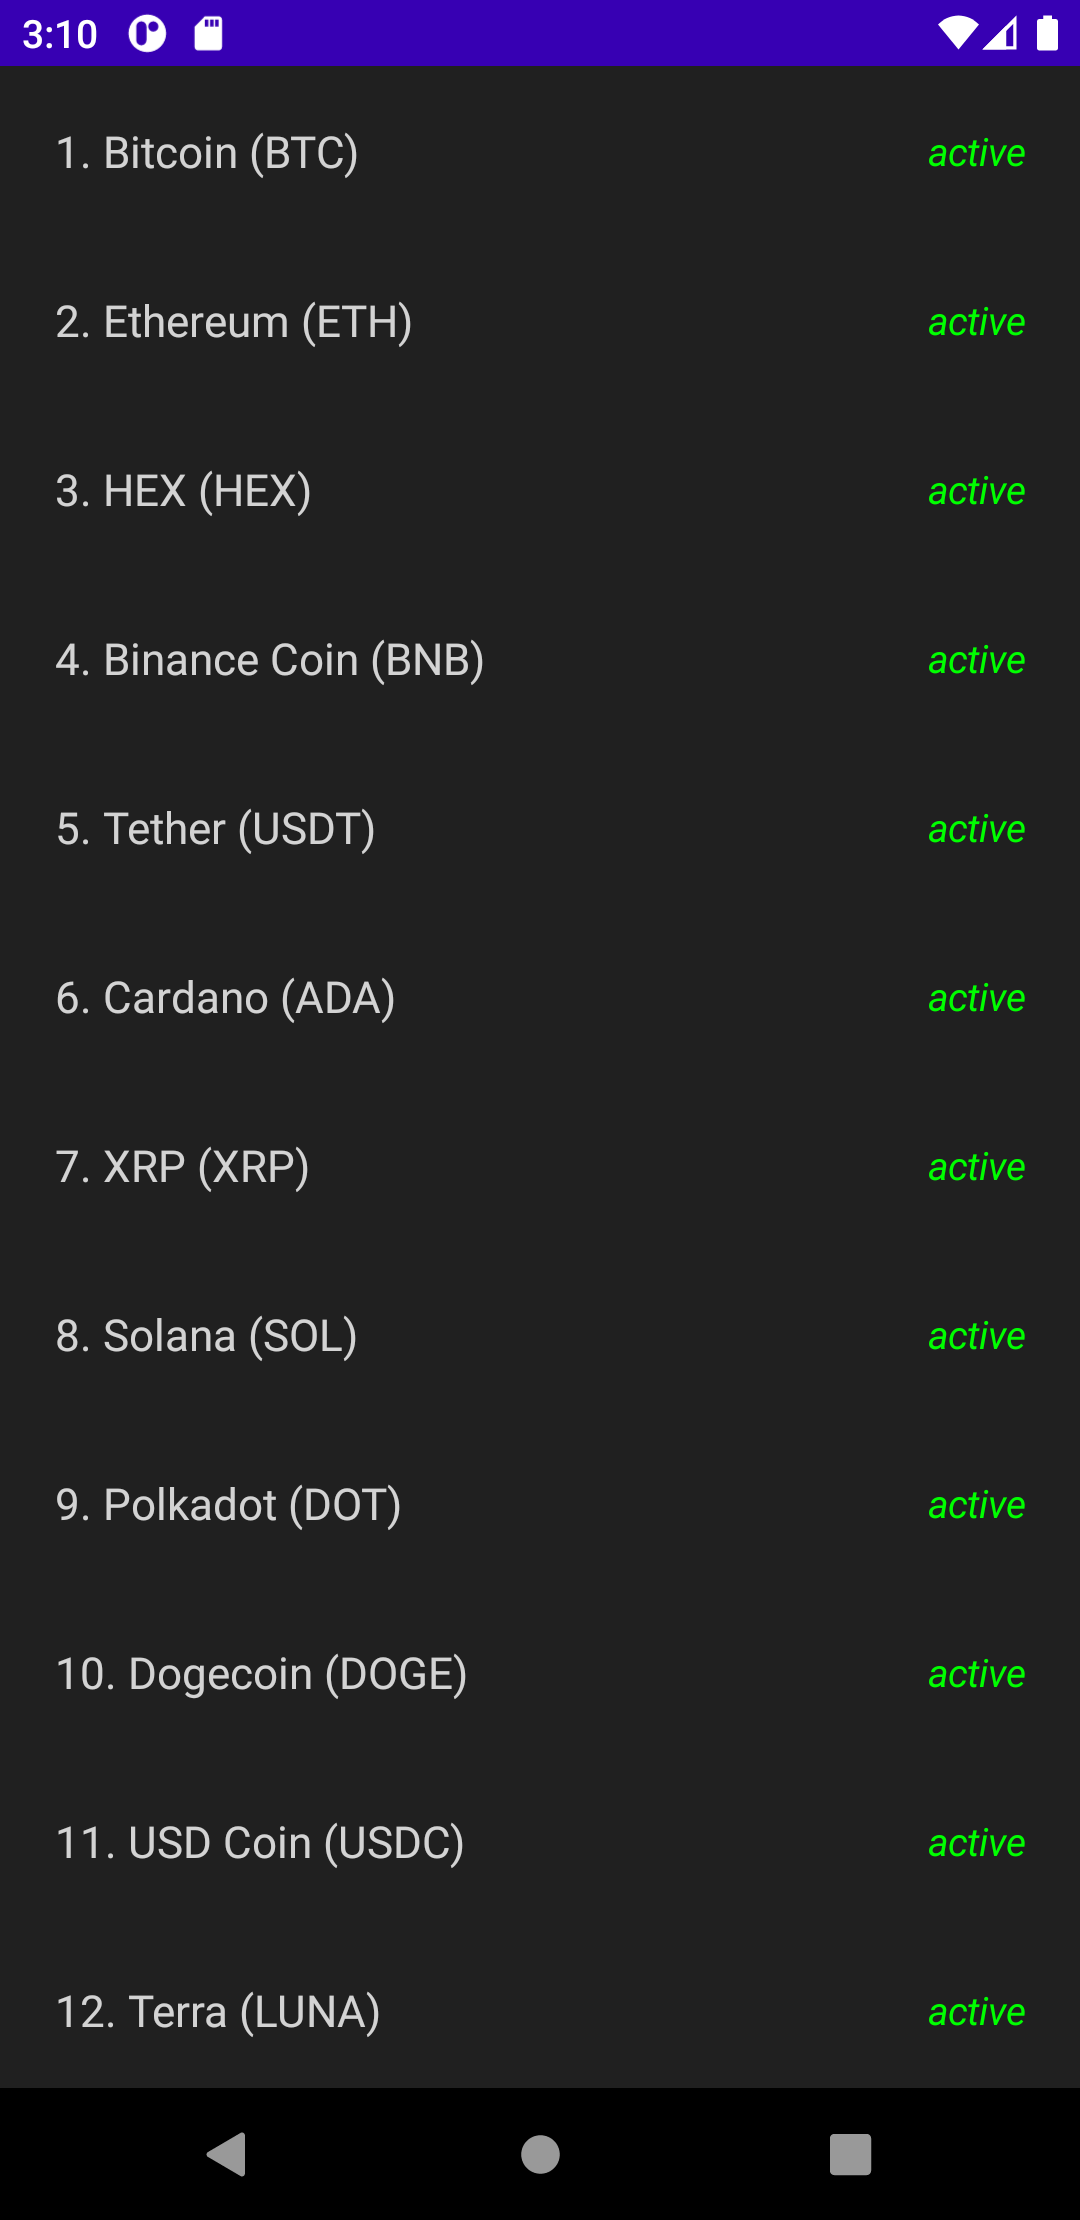 3:10
1. Bitcoin (BTC) active
2. Ethereum (ETH) active
3. HEX (HEX) active
4. Binance Coin (BNB) active
5. Tether (USDT) active
6. Cardano (ADA) active
7. XRP (XRP) active
8. Solana (SOL) active
9. Polkadot (DOT) active
10. Dogecoin (DOGE) active
11. USD Coin (USDC) active
12. Terra (LUNA) active